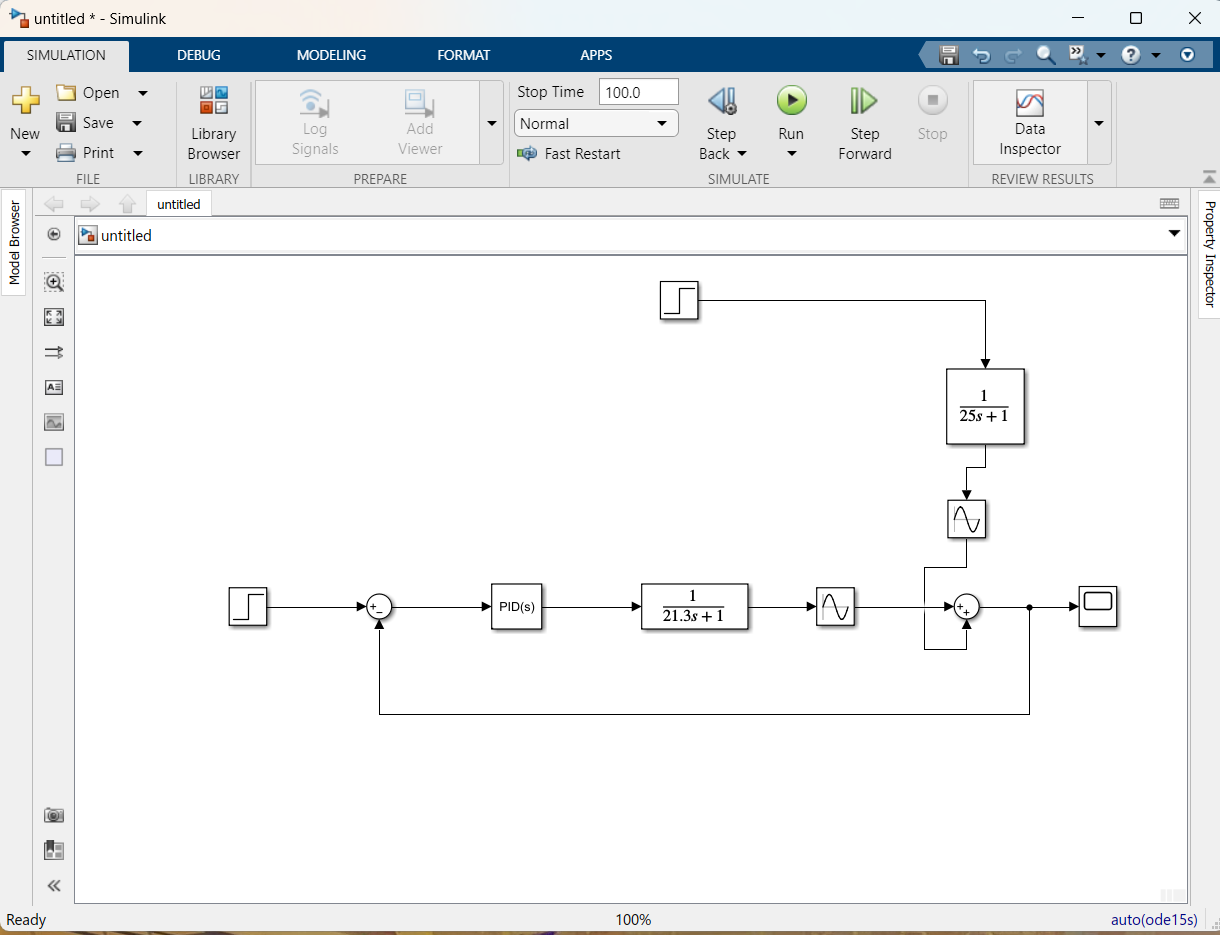 untitled * - Simulink
SIMULATION DEBUG MODELING FORMAT APPS
New
Open
Save
Print
FILE
Library
Browser
LIBRARY
Log
Signals
Add
Viewer
PREPARE
Stop Time 100.0
Normal
Fast Restart
Step
Back
Run
Step
Forward
Stop
SIMULATE
Data
Inspector
REVIEW RESULTS
Model Browser
untitled
untitled
Property Inspector
1
25s + 1
PID(s)
1
21.3s + 1
Ready 100% auto(ode15s)